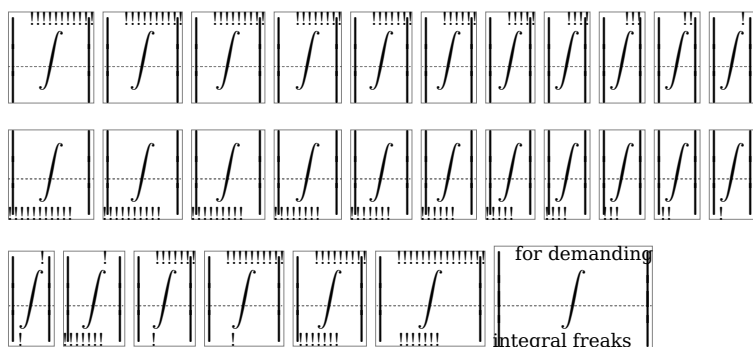 !!!!!!!!!!! !!!!!!!!!! !!!!!!!!! !!!!!!!! !!!!!!! !!!!!! !!!!! !!!! !!! !! !
∫ ∫ ∫ ∫ ∫ ∫ ∫ ∫ ∫ ∫ ∫
∫ ∫ ∫ ∫ ∫ ∫ ∫ ∫ ∫ ∫ ∫
!!!!!!!!!!! !!!!!!!!!! !!!!!!!!! !!!!!!!! !!!!!!! !!!!!! !!!!! !!!! !!! !! !
! ! !!!!!!! !!!!!!!!!! !!!!!!!!! !!!!!!!!!!!!!!! for demanding
∫ ∫ ∫ ∫ ∫ ∫ ∫
! !!!!!!! ! ! !!!!!!! !!!!!!! integral freaks